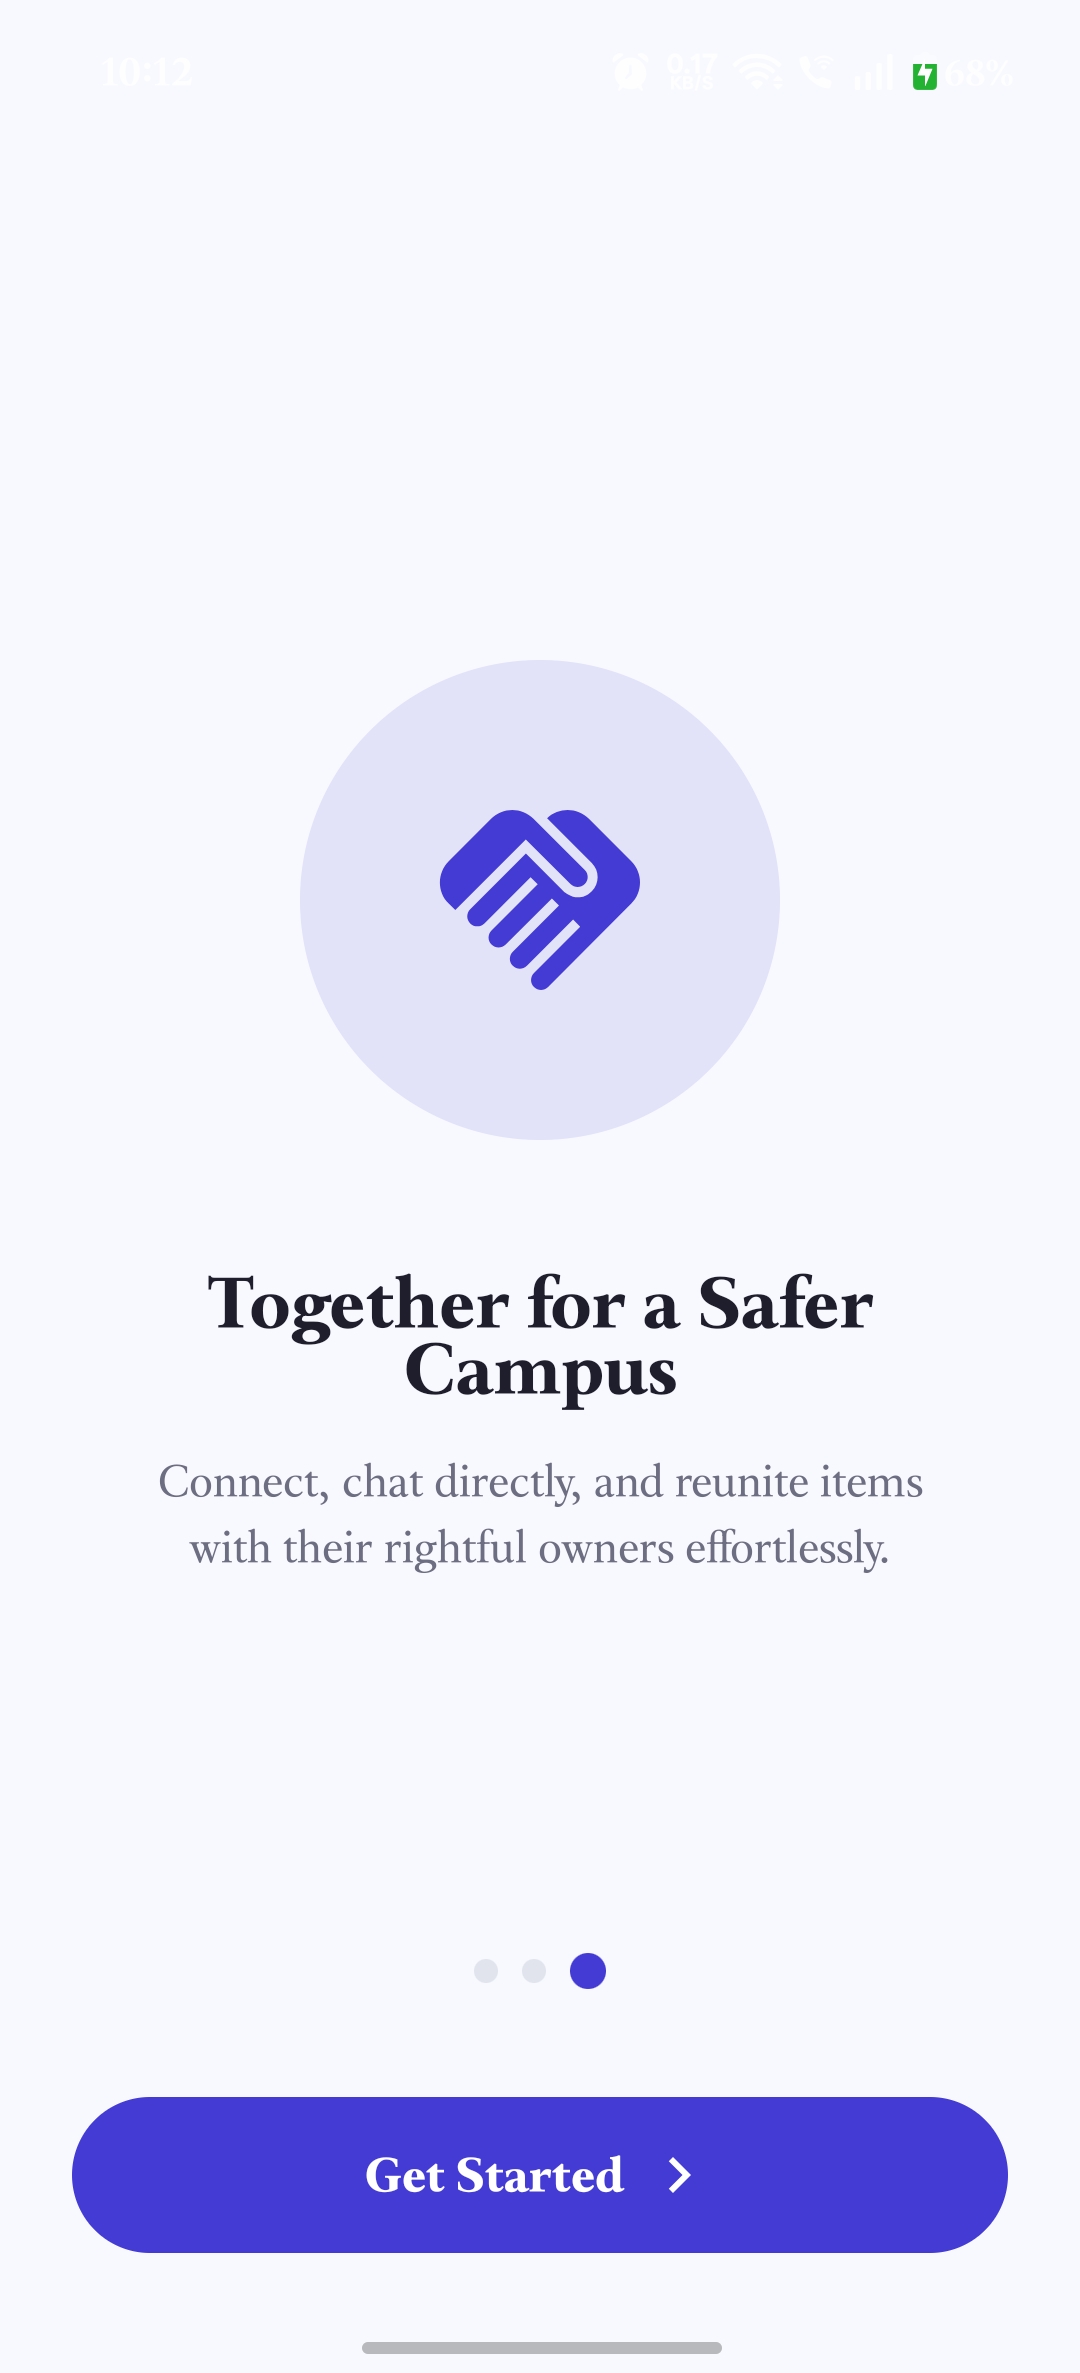 10:12
0.17
KB/S
68%
Together for a Safer
Campus
Connect, chat directly, and reunite items
with their rightful owners effortlessly.
Get Started